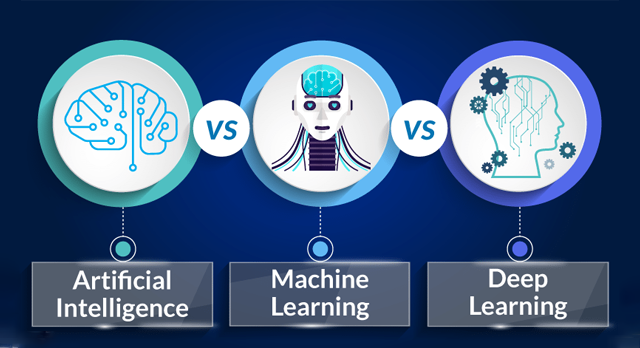 VS
VS
Artificial
Intelligence
Machine
Learning
Deep
Learning